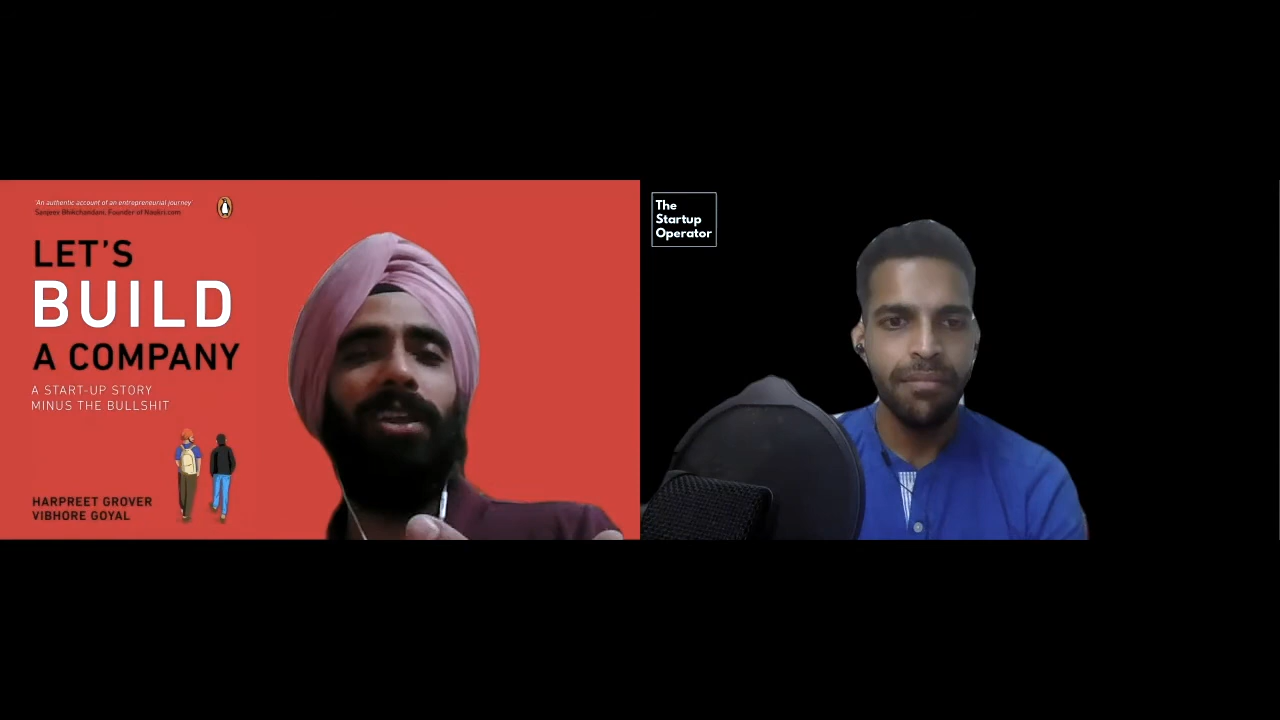 'An authentic account of an entrepreneurial journey'
Sanjeev Bikhchandani, Founder of Naukri.com
LET'S
BUILD
A COMPANY
A START-UP STORY
MINUS THE BULLSHIT
HARPREET GROVER
VIBHORE GOYAL
The
Startup
Operator